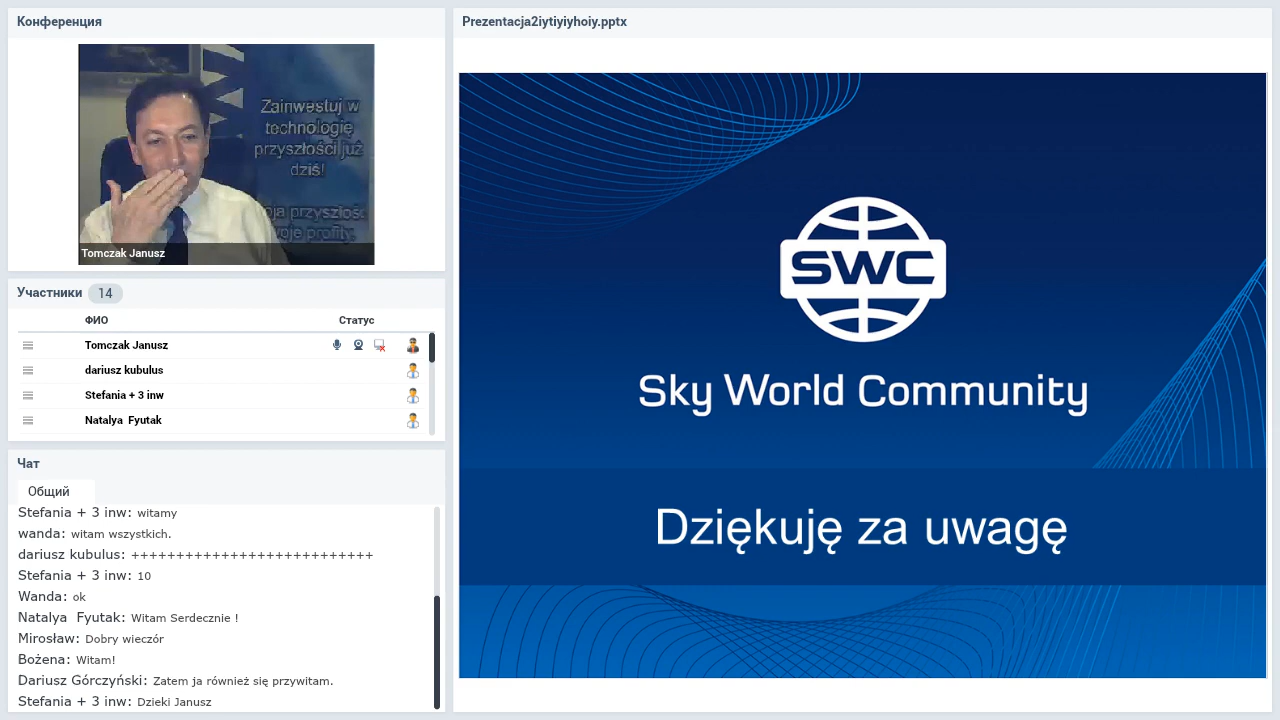 Конференция
Zainwestuj w
technologię
przyszłości już
dziś!
Tomczak Janusz
Участники 14
ФИО Статус
Tomczak Janusz
dariusz kubulus
Stefania + 3 inw
Natalya Fyutak
Чат
Общий
Stefania + 3 inw: witamy
wanda: witam wszystkich.
dariusz kubulus: +++++++++++++++++++++++++++
Stefania + 3 inw: 10
Wanda: ok
Natalya Fyutak: Witam Serdecznie !
Mirosław: Dobry wieczór
Bożena: Witam!
Dariusz Górczyński: Zatem ja również się przywitam.
Stefania + 3 inw: Dzieki Janusz
Prezentacja2iytiyiyhoiy.pptx
SWC
Sky World Community
Dziękuję za uwagę